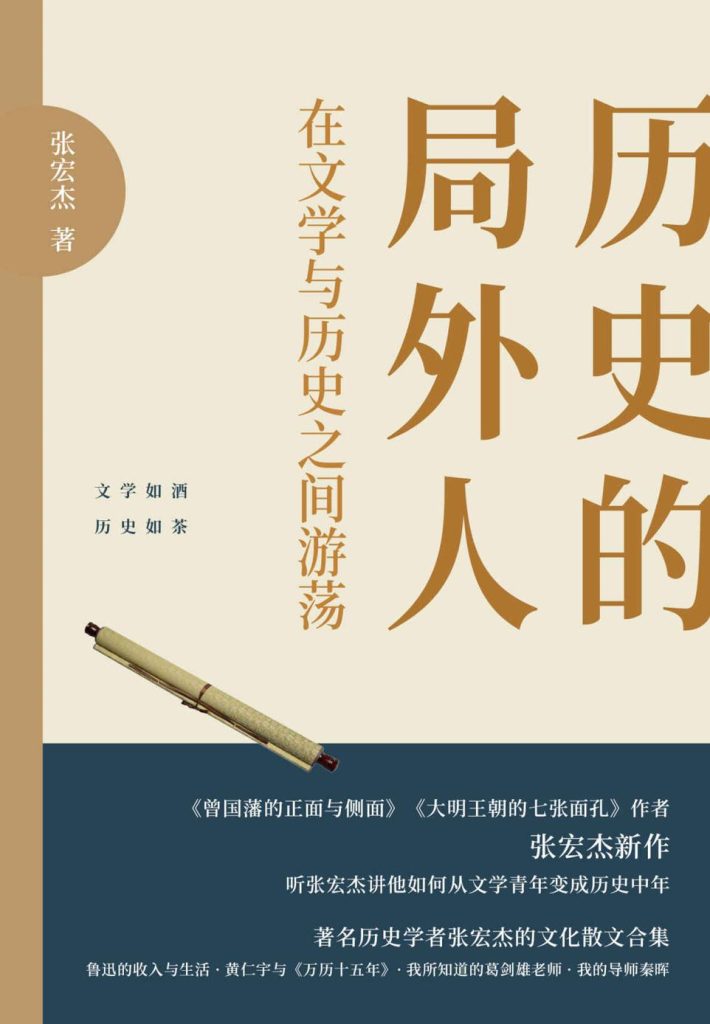 历史的
局外人
在文学与历史之间游荡
张宏杰 著
文学如酒
历史如茶
《曾国藩的正面与侧面》《大明王朝的七张面孔》作者
张宏杰新作
听张宏杰讲他如何从文学青年变成历史中年
著名历史学者张宏杰的文化散文合集
鲁迅的收入与生活·黄仁宇与《万历十五年》·我所知道的葛剑雄老师·我的导师秦晖